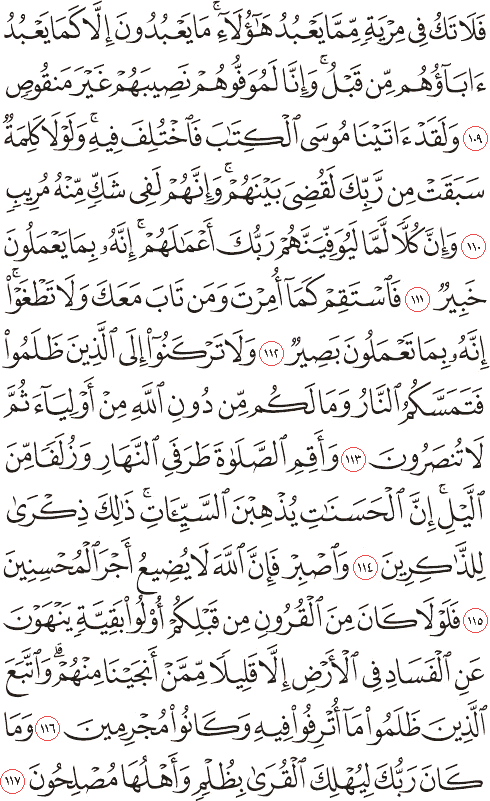 فَلَا تَكُ فِي مِرْيَةٍ مِّمَّا يَعْبُدُ هَٰٓؤُلَآءِۚ مَا يَعْبُدُونَ إِلَّا كَمَا يَعْبُدُ
ءَابَآؤُهُم مِّن قَبْلُۚ وَإِنَّا لَمُوَفُّوهُمْ نَصِيبَهُمْ غَيْرَ مَنقُوصٍ
١٠٩ وَلَقَدْ ءَاتَيْنَا مُوسَى ٱلْكِتَٰبَ فَٱخْتُلِفَ فِيهِۚ وَلَوْلَا كَلِمَةٌ
سَبَقَتْ مِن رَّبِّكَ لَقُضِيَ بَيْنَهُمْۚ وَإِنَّهُمْ لَفِي شَكٍّ مِّنْهُ مُرِيبٍ
١١٠ وَإِنَّ كُلًّا لَّمَّا لَيُوَفِّيَنَّهُمْ رَبُّكَ أَعْمَٰلَهُمْۚ إِنَّهُۥ بِمَا يَعْمَلُونَ
خَبِيرٌ ١١١ فَٱسْتَقِمْ كَمَآ أُمِرْتَ وَمَن تَابَ مَعَكَ وَلَا تَطْغَوْا۟ۚ
إِنَّهُۥ بِمَا تَعْمَلُونَ بَصِيرٌ ١١٢ وَلَا تَرْكَنُوٓا۟ إِلَى ٱلَّذِينَ ظَلَمُوا۟
فَتَمَسَّكُمُ ٱلنَّارُ وَمَا لَكُم مِّن دُونِ ٱللَّهِ مِنْ أَوْلِيَآءَ ثُمَّ
لَا تُنصَرُونَ ١١٣ وَأَقِمِ ٱلصَّلَوٰةَ طَرَفَيِ ٱلنَّهَارِ وَزُلَفًا مِّنَ
ٱلَّيْلِۚ إِنَّ ٱلْحَسَنَٰتِ يُذْهِبْنَ ٱلسَّيِّـَٔاتِۚ ذَٰلِكَ ذِكْرَىٰ
لِلذَّٰكِرِينَ ١١٤ وَٱصْبِرْ فَإِنَّ ٱللَّهَ لَا يُضِيعُ أَجْرَ ٱلْمُحْسِنِينَ
١١٥ فَلَوْلَا كَانَ مِنَ ٱلْقُرُونِ مِن قَبْلِكُمْ أُو۟لُوا۟ بَقِيَّةٍ يَنْهَوْنَ
عَنِ ٱلْفَسَادِ فِي ٱلْأَرْضِ إِلَّا قَلِيلًا مِّمَّنْ أَنجَيْنَا مِنْهُمْۗ وَٱتَّبَعَ
ٱلَّذِينَ ظَلَمُوا۟ مَآ أُتْرِفُوا۟ فِيهِ وَكَانُوا۟ مُجْرِمِينَ ١١٦ وَمَا
كَانَ رَبُّكَ لِيُهْلِكَ ٱلْقُرَىٰ بِظُلْمٍ وَأَهْلُهَا مُصْلِحُونَ ١١٧